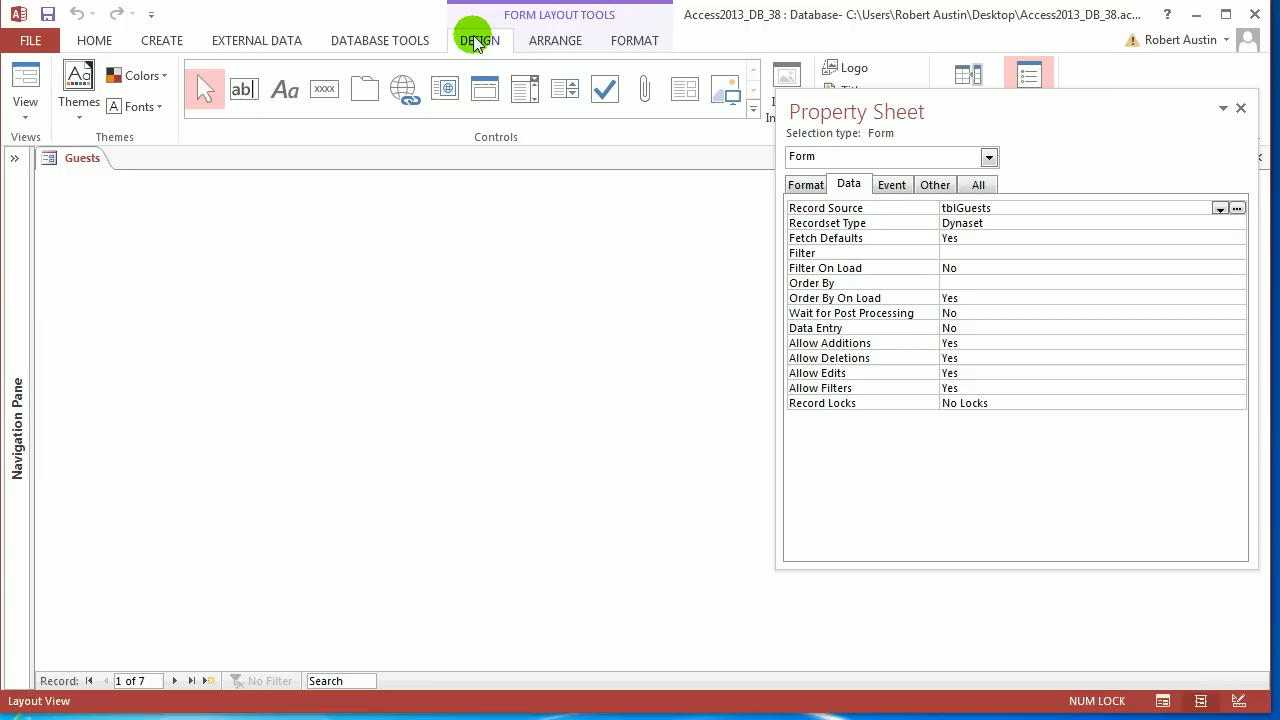 FORM LAYOUT TOOLS
Access2013_DB_38 : Database- C:\Users\Robert Austin\Desktop\Access2013_DB_38.ac...
?
FILE
HOME
CREATE
EXTERNAL DATA
DATABASE TOOLS
DESIGN
ARRANGE
FORMAT
Robert Austin
View
Themes
Aa
Colors
A Fonts
ab|
Aa
xxxx
Logo
Views
Themes
Controls
Property Sheet
Selection type: Form
Form
Format
Data
Event
Other
All
Record Source tblGuests
Recordset Type Dynaset
Fetch Defaults Yes
Filter
Filter On Load No
Order By
Order By On Load Yes
Wait for Post Processing No
Data Entry No
Allow Additions Yes
Allow Deletions Yes
Allow Edits Yes
Allow Filters Yes
Record Locks No Locks
Guests
Navigation Pane
Record: 1 of 7
No Filter
Search
Layout View
NUM LOCK